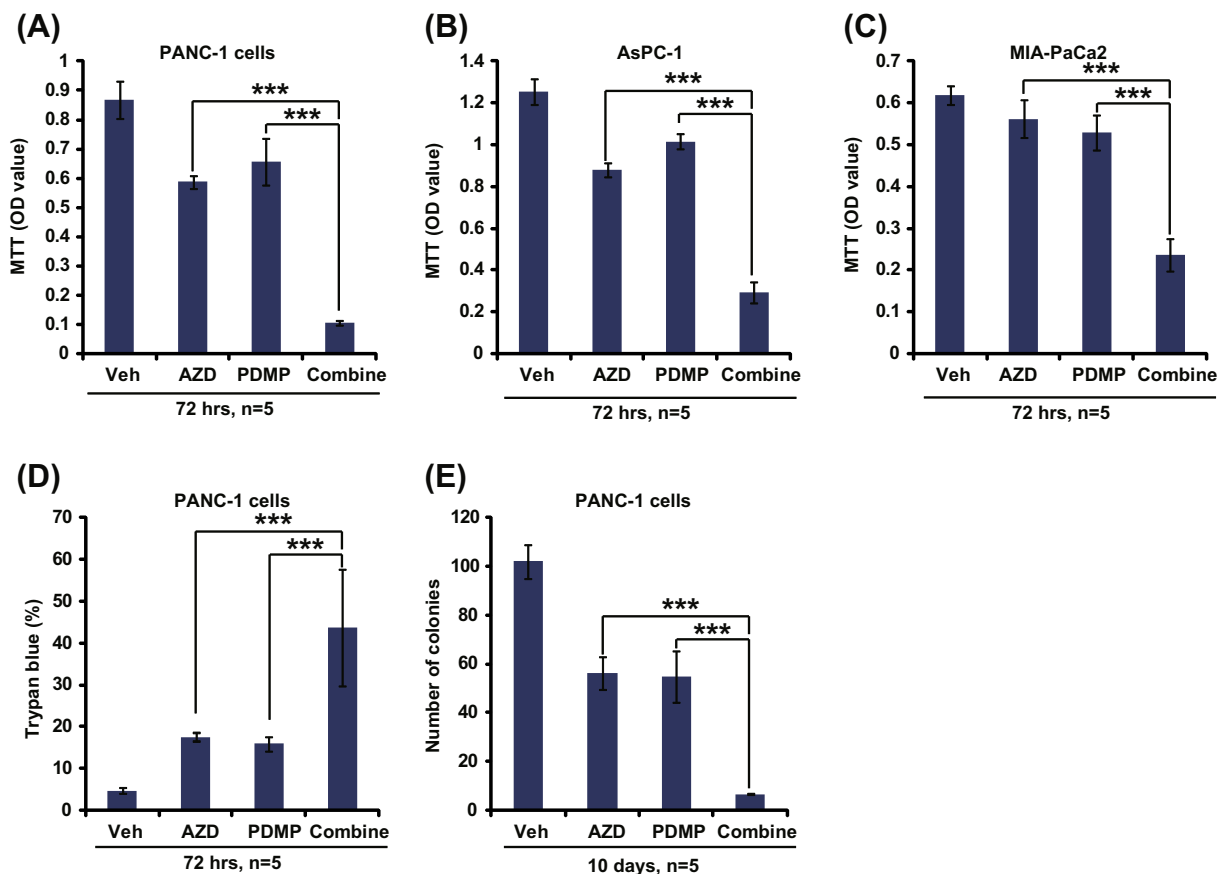 (A)
PANC-1 cells
1
0.9
0.8
0.7
0.6
0.5
0.4
0.3
0.2
0.1
0
MTT (OD value)
***
***
Veh AZD PDMP Combine
72 hrs, n=5
(B)
AsPC-1
1.4
1.2
1
0.8
0.6
0.4
0.2
0
MTT (OD value)
***
***
Veh AZD PDMP Combine
72 hrs, n=5
(C)
MIA-PaCa2
0.7
0.6
0.5
0.4
0.3
0.2
0.1
0
MTT (OD value)
***
***
Veh AZD PDMP Combine
72 hrs, n=5
(D)
PANC-1 cells
70
60
50
40
30
20
10
0
Trypan blue (%)
***
***
Veh AZD PDMP Combine
72 hrs, n=5
(E)
PANC-1 cells
120
100
80
60
40
20
0
Number of colonies
***
***
Veh AZD PDMP Combine
10 days, n=5